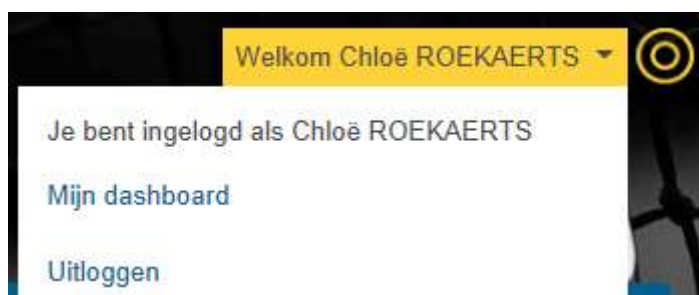 Welkom Chloë ROEKAERTS
Je bent ingelogd als Chloë ROEKAERTS
Mijn dashboard
Uitloggen